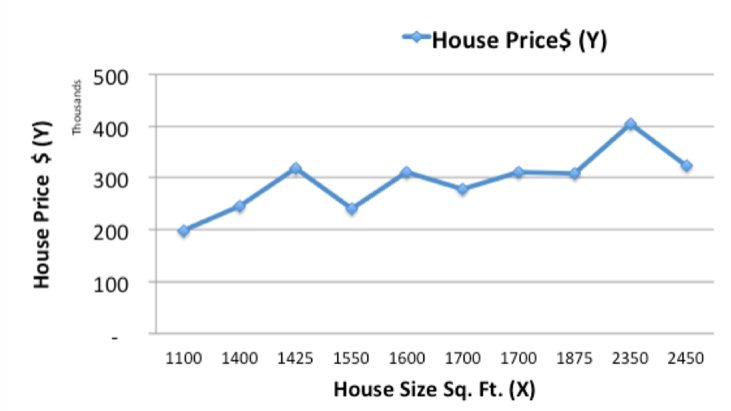 House Price$ (Y)
House Price $ (Y)
Thousands
500
400
300
200
100
-
1100 1400 1425 1550 1600 1700 1700 1875 2350 2450
House Size Sq. Ft. (X)